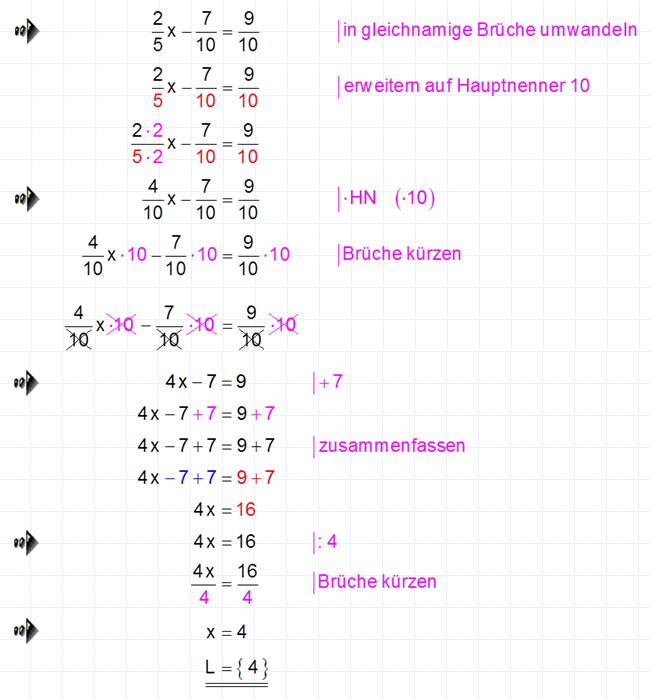 2/5 x − 7/10 = 9/10 |in gleichnamige Brüche umwandeln
2/5 x − 7/10 = 9/10 |erweitern auf Hauptnenner 10
2·2/5·2 x − 7/10 = 9/10
4/10 x − 7/10 = 9/10 |·HN (·10)
4/10 x·10 − 7/10 ·10 = 9/10 ·10 |Brüche kürzen
4/10 x·10 − 7/10 ·10 = 9/10 ·10
4x − 7 = 9 |+7
4x − 7 + 7 = 9 + 7
4x − 7 + 7 = 9 + 7 |zusammenfassen
4x − 7 + 7 = 9 + 7
4x = 16
4x = 16 |: 4
4x/4 = 16/4 |Brüche kürzen
x = 4
L = {4}